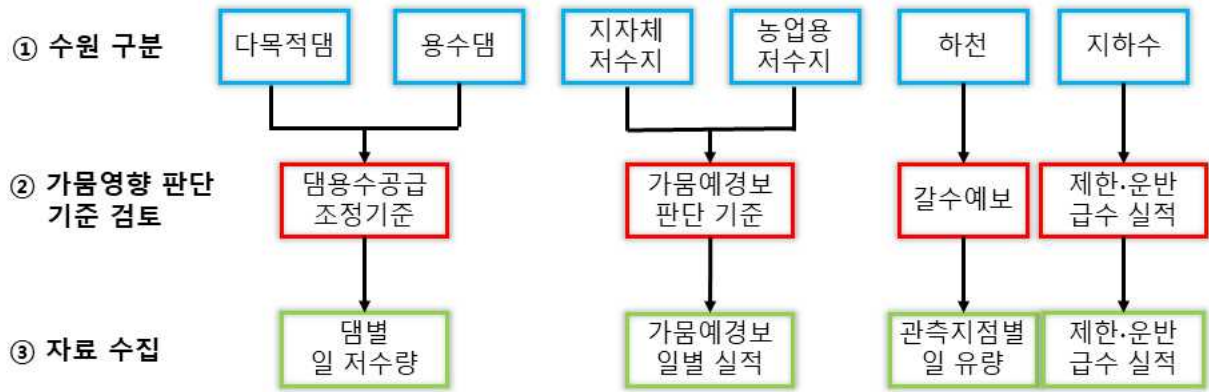 ① 수원 구분
다목적댐
용수댐
지자체
저수지
농업용
저수지
하천
지하수
② 가뭄영향 판단
기준 검토
댐용수공급
조정기준
가뭄예경보
판단 기준
갈수예보
제한·운반
급수 실적
③ 자료 수집
댐별
일 저수량
가뭄예경보
일별 실적
관측지점별
일 유량
제한·운반
급수 실적